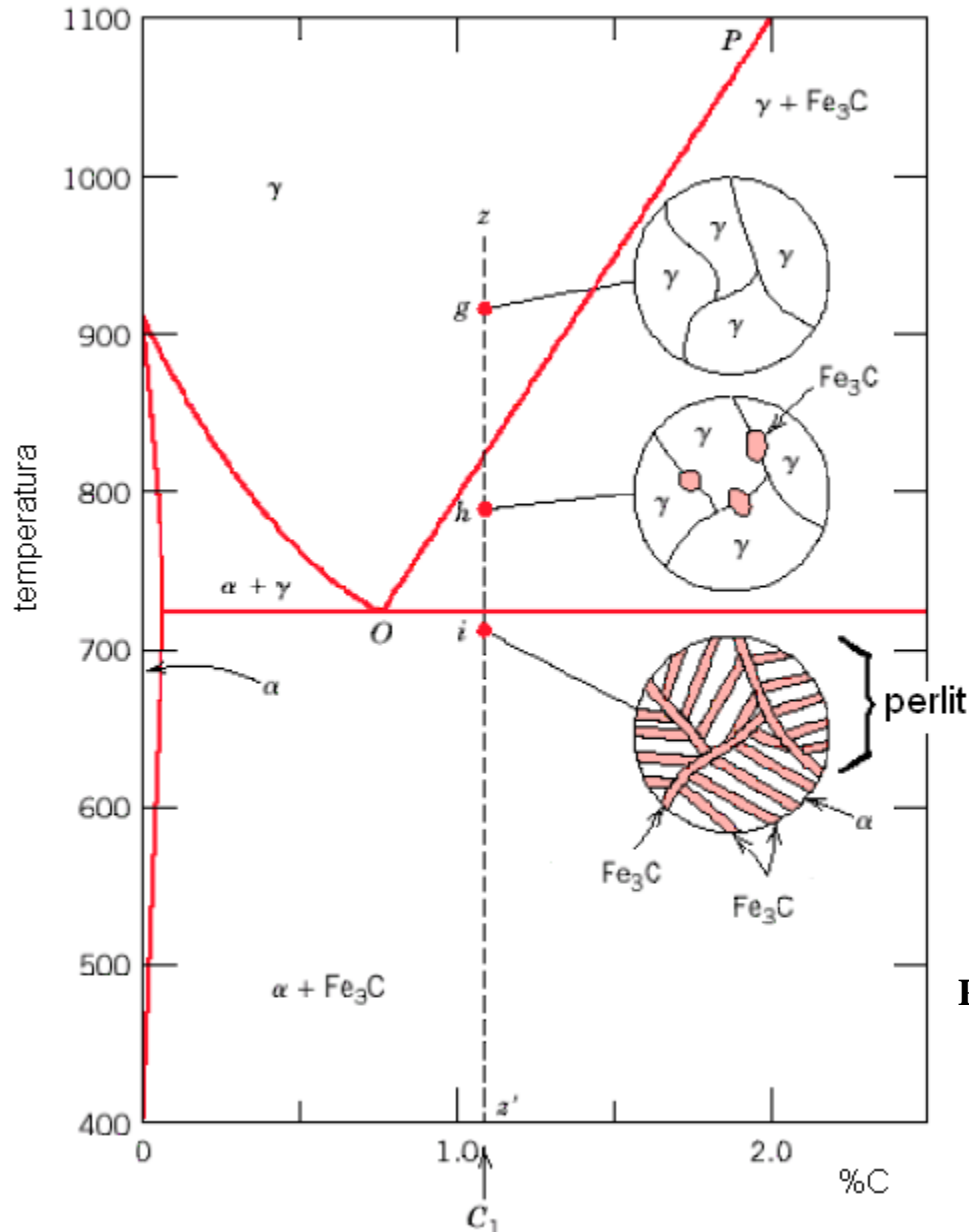 1100
P
γ + Fe₃C
1000
γ
z
γ
γ γ
g
γ
900
Fe₃C
temperatura
γ
γ
800
h
γ
γ
α + γ
O
i
700
α
perlit
600
α
Fe₃C
Fe₃C
500
α + Fe₃C
400
z'
0
1.0
2.0
%C
C₁